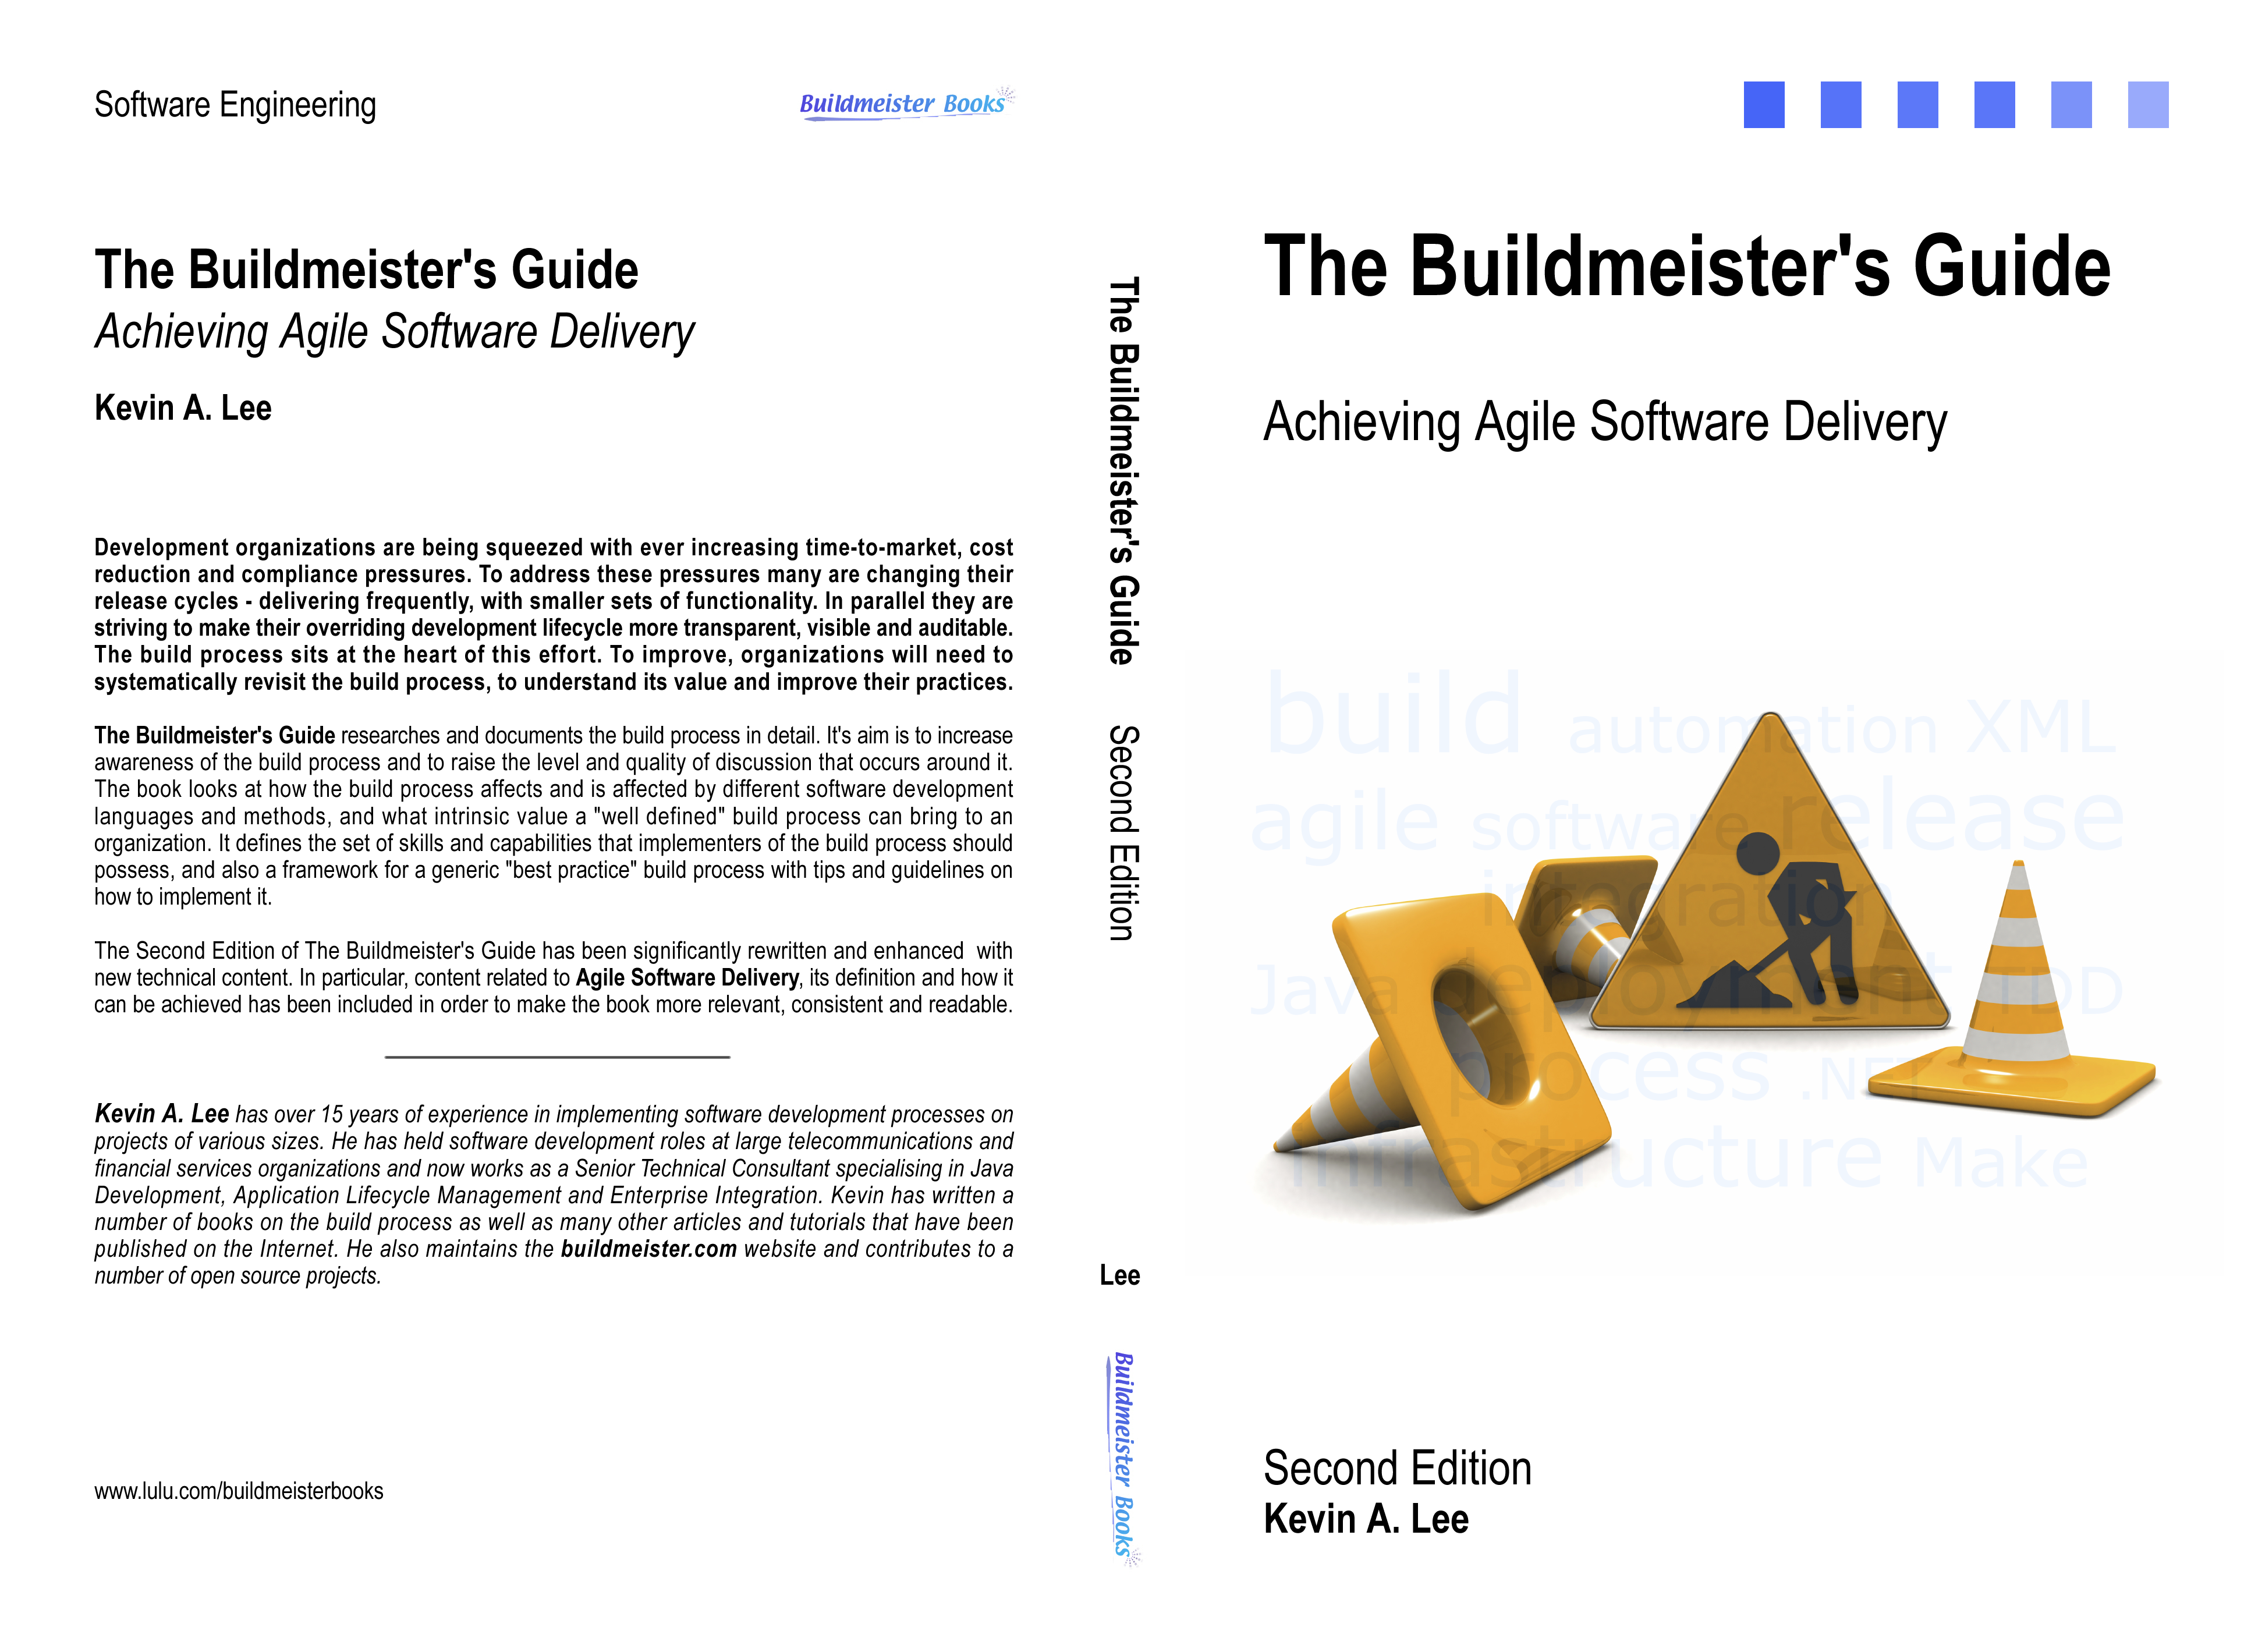 Software Engineering
Buildmeister Books
The Buildmeister's Guide
Achieving Agile Software Delivery
Kevin A. Lee
Development organizations are being squeezed with ever increasing time-to-market, cost
reduction and compliance pressures. To address these pressures many are changing their
release cycles - delivering frequently, with smaller sets of functionality. In parallel they are
striving to make their overriding development lifecycle more transparent, visible and auditable.
The build process sits at the heart of this effort. To improve, organizations will need to
systematically revisit the build process, to understand its value and improve their practices.
The Buildmeister's Guide researches and documents the build process in detail. It's aim is to increase
awareness of the build process and to raise the level and quality of discussion that occurs around it.
The book looks at how the build process affects and is affected by different software development
languages and methods, and what intrinsic value a "well defined" build process can bring to an
organization. It defines the set of skills and capabilities that implementers of the build process should
possess, and also a framework for a generic "best practice" build process with tips and guidelines on
how to implement it.
The Second Edition of The Buildmeister's Guide has been significantly rewritten and enhanced with
new technical content. In particular, content related to Agile Software Delivery, its definition and how it
can be achieved has been included in order to make the book more relevant, consistent and readable.
Kevin A. Lee has over 15 years of experience in implementing software development processes on
projects of various sizes. He has held software development roles at large telecommunications and
financial services organizations and now works as a Senior Technical Consultant specialising in Java
Development, Application Lifecycle Management and Enterprise Integration. Kevin has written a
number of books on the build process as well as many other articles and tutorials that have been
published on the Internet. He also maintains the buildmeister.com website and contributes to a
number of open source projects.
www.lulu.com/buildmeisterbooks
The Buildmeister's Guide Second Edition
Lee
Buildmeister Books
The Buildmeister's Guide
Achieving Agile Software Delivery
build automation XML
agile software release
integration
Java deployment TDD
process .NET
infrastructure Make
Second Edition
Kevin A. Lee